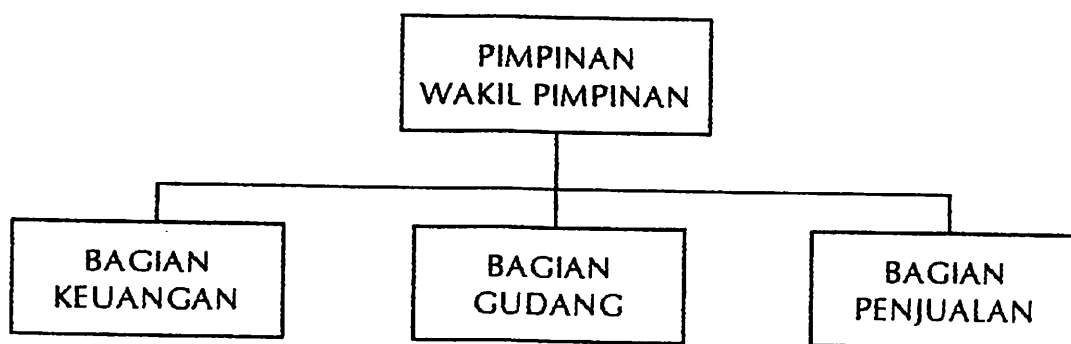 PIMPINAN
WAKIL PIMPINAN
BAGIAN
KEUANGAN
BAGIAN
GUDANG
BAGIAN
PENJUALAN